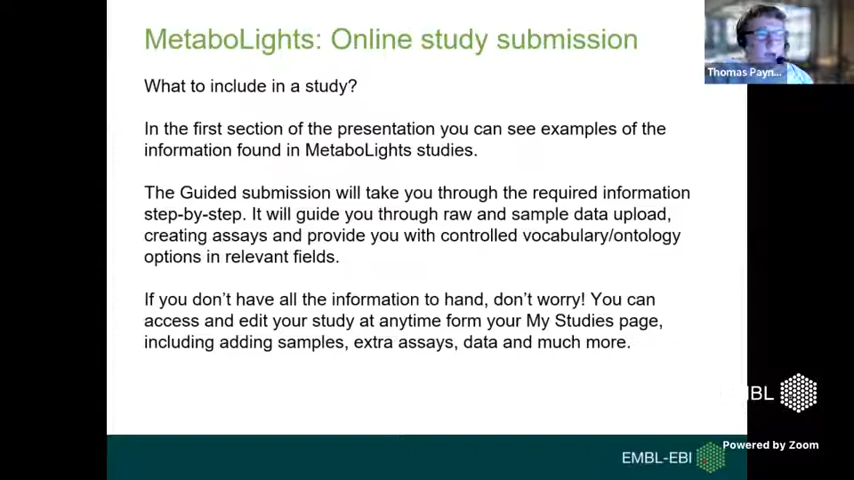 MetaboLights: Online study submission
Thomas Payn...
What to include in a study?
In the first section of the presentation you can see examples of the
information found in MetaboLights studies.
The Guided submission will take you through the required information
step-by-step. It will guide you through raw and sample data upload,
creating assays and provide you with controlled vocabulary/ontology
options in relevant fields.
If you don't have all the information to hand, don't worry! You can
access and edit your study at anytime form your My Studies page,
including adding samples, extra assays, data and much more.
BL
Powered by Zoom
EMBL-EBI